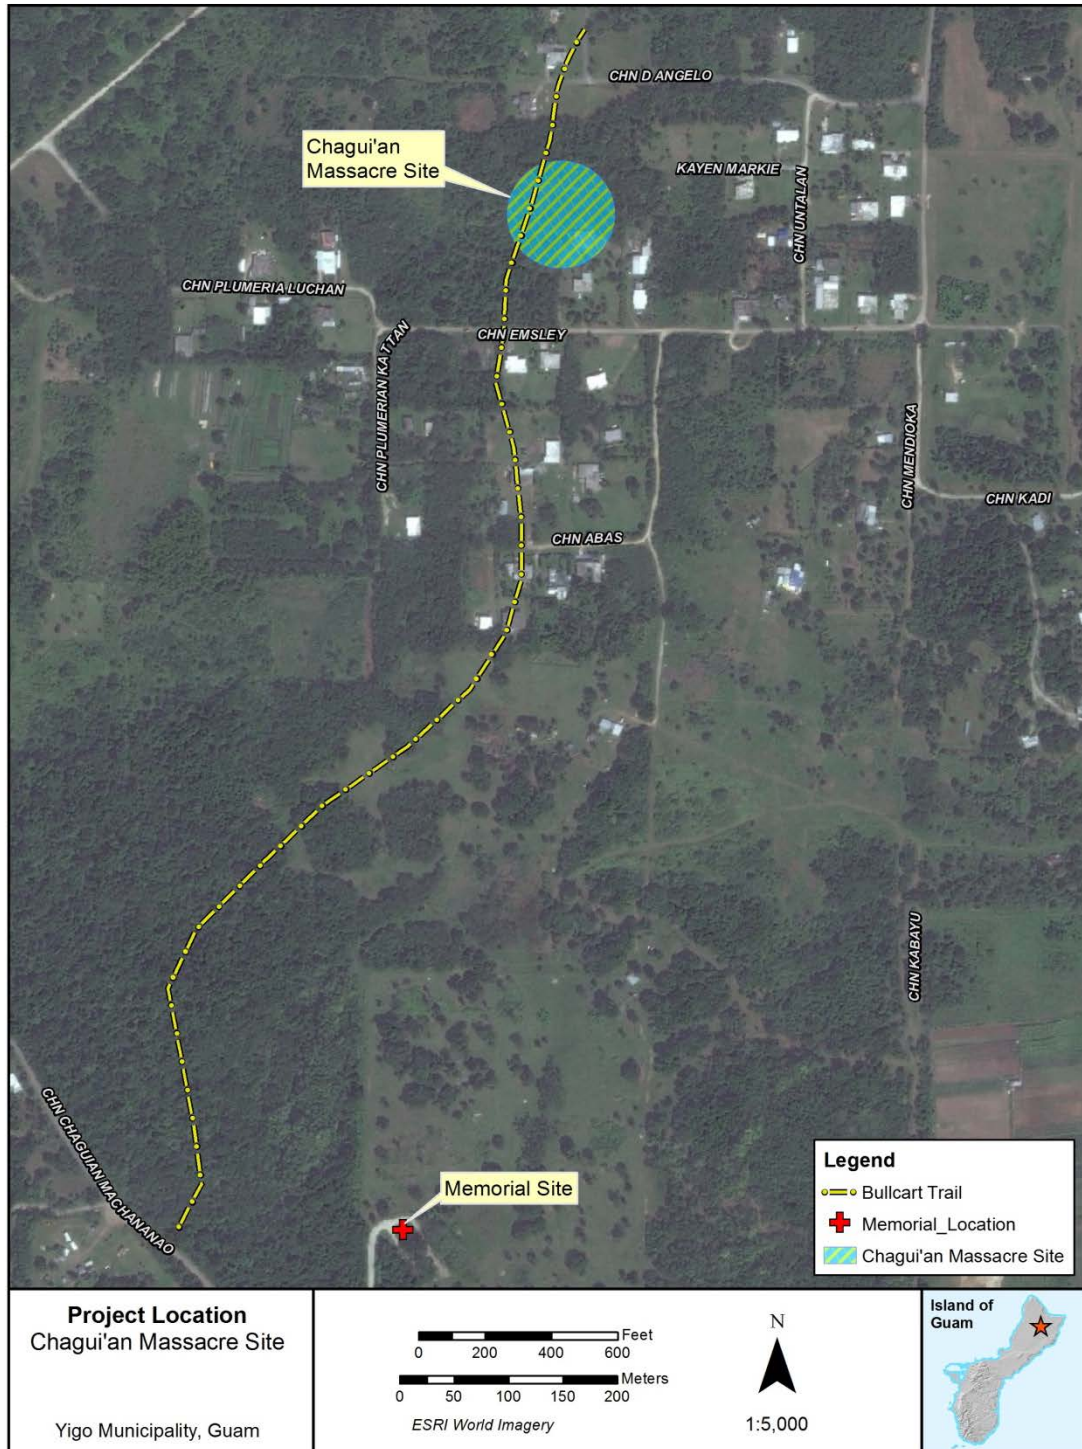 CHN D ANGELO
Chagui'an
Massacre Site
KAYEN MARKIE
CHN UNTALAN
CHN PLUMERIA LUCHAN
CHN EMSLEY
CHN PLUMERIAN KA TTAN
CHN MENDIOKA
CHN KADI
CHN ABAS
CHN KABAYU
CHN CHAGUIAN MACHANANAO
Memorial Site
Legend
Bullcart Trail
Memorial_Location
Chagui'an Massacre Site
Project Location
Chagui'an Massacre Site
Yigo Municipality, Guam
Feet
0 200 400 600
Meters
0 50 100 150 200
ESRI World Imagery
N
1:5,000
Island of
Guam